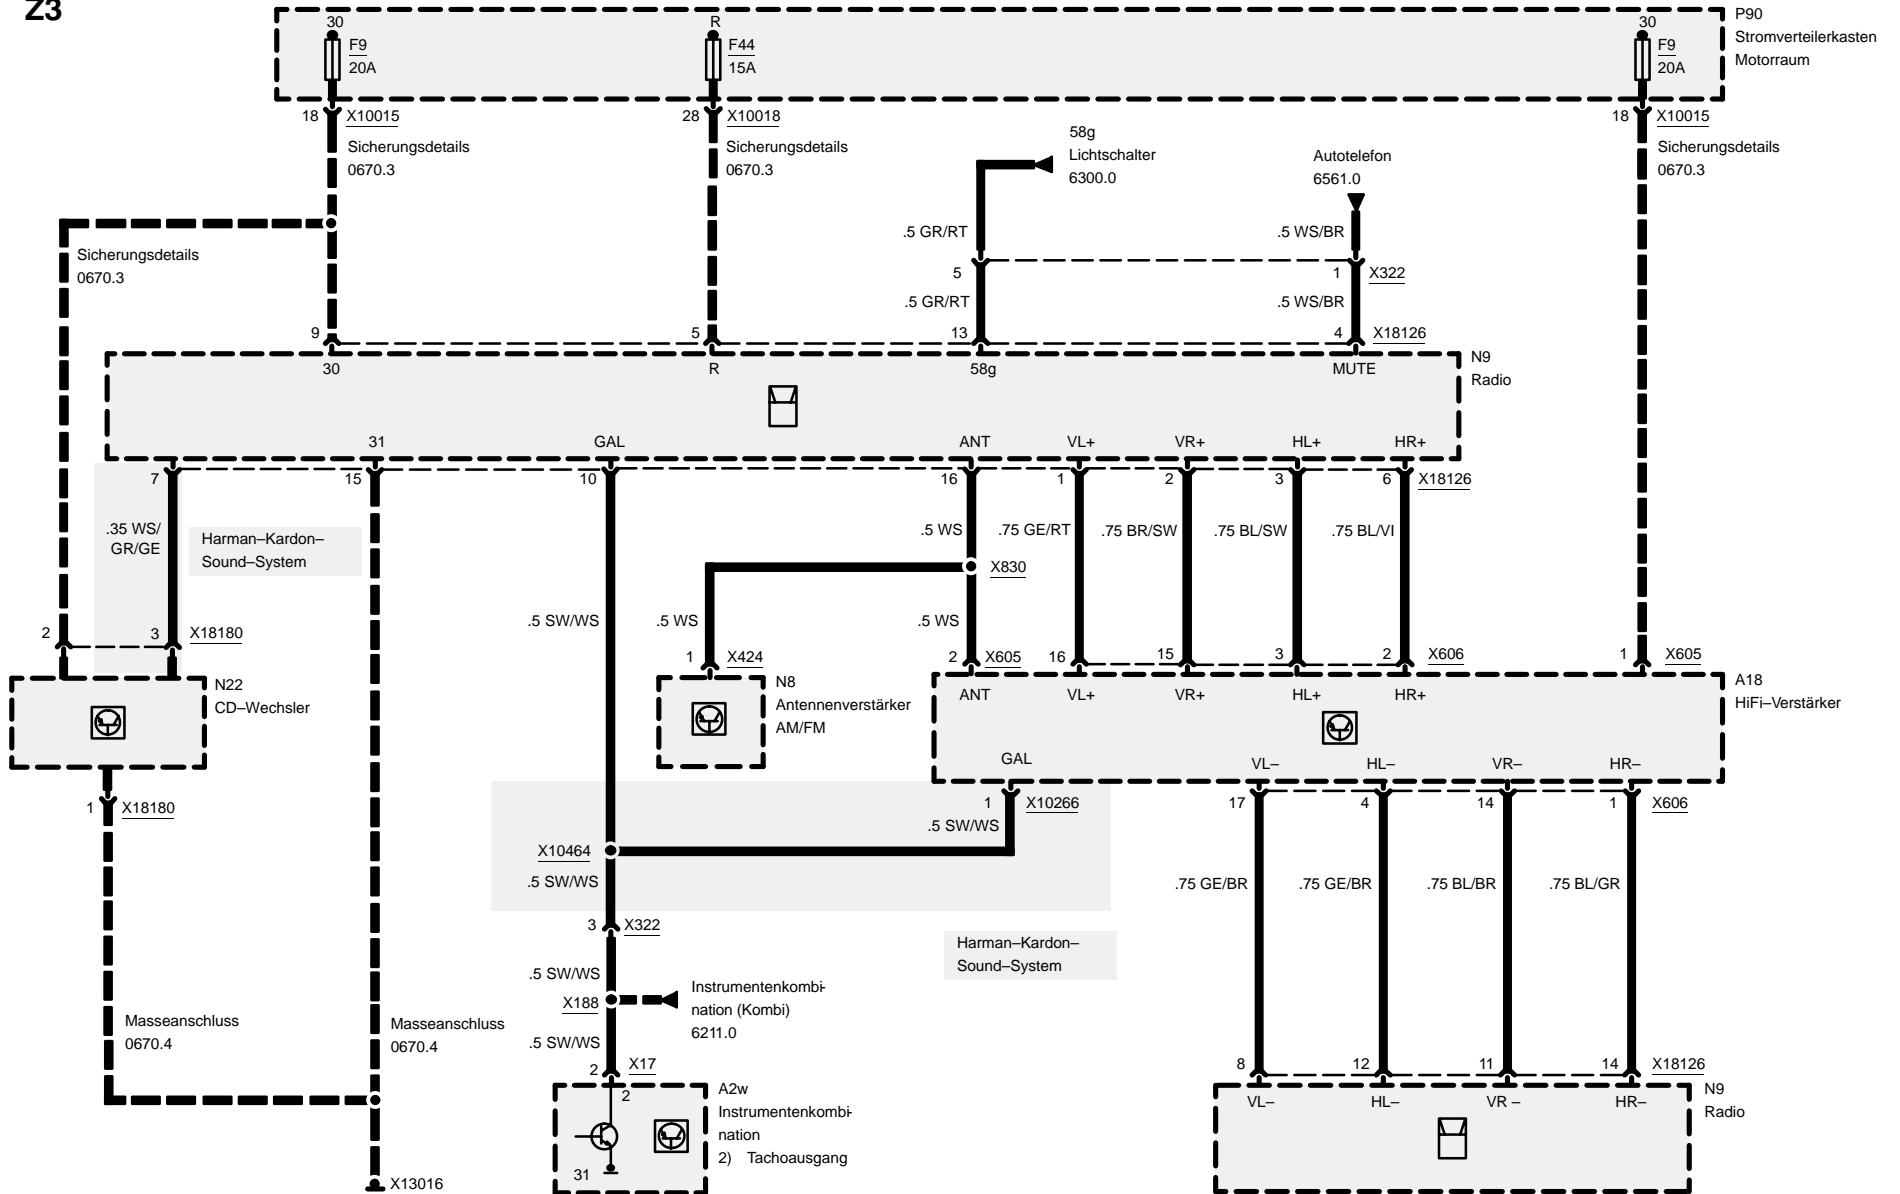 Z3
30
F9
20A
R
F44
15A
30
F9
20A
P90
Stromverteilerkasten
Motorraum
18
X10015
Sicherungsdetails
0670.3
28
X10018
Sicherungsdetails
0670.3
18
X10015
Sicherungsdetails
0670.3
58g
Lichtschalter
6300.0
Autotelefon
6561.0
.5 GR/RT
.5 WS/BR
Sicherungsdetails
0670.3
5
1
X322
.5 GR/RT
.5 WS/BR
9
5
13
4
X18126
30
R
58g
MUTE
N9
Radio
31
GAL
ANT
VL+
VR+
HL+
HR+
7
15
10
16
1
2
3
6
X18126
.35 WS/
GR/GE
Harman–Kardon–
Sound–System
.5 WS
.75 GE/RT
.75 BR/SW
.75 BL/SW
.75 BL/VI
X830
.5 SW/WS
.5 WS
.5 WS
2
3
X18180
1
X424
2
X605
16
15
3
2
X606
1
X605
N22
CD–Wechsler
N8
Antennenverstärker
AM/FM
ANT
VL+
VR+
HL+
HR+
A18
HiFi–Verstärker
GAL
VL–
HL–
VR–
HR–
1
X18180
1
X10266
17
4
14
1
X606
.5 SW/WS
X10464
.5 SW/WS
.75 GE/BR
.75 GE/BR
.75 BL/BR
.75 BL/GR
3
X322
Harman–Kardon–
Sound–System
.5 SW/WS
X188
Instrumentenkombi-
nation (Kombi)
6211.0
Masseanschluss
0670.4
Masseanschluss
0670.4
.5 SW/WS
2
X17
8
12
11
14
X18126
2
A2w
Instrumentenkombi-
nation
2) Tachoausgang
31
VL–
HL–
VR –
HR–
N9
Radio
X13016